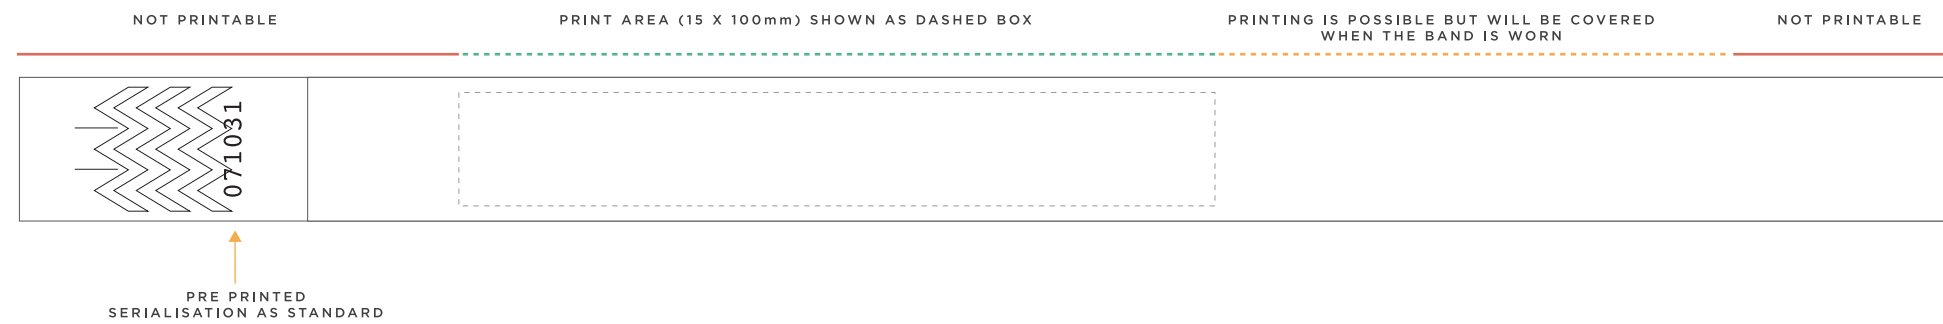 NOT PRINTABLE
PRINT AREA (15 X 100mm) SHOWN AS DASHED BOX
PRINTING IS POSSIBLE BUT WILL BE COVERED
WHEN THE BAND IS WORN
NOT PRINTABLE
071031
PRE PRINTED
SERIALISATION AS STANDARD